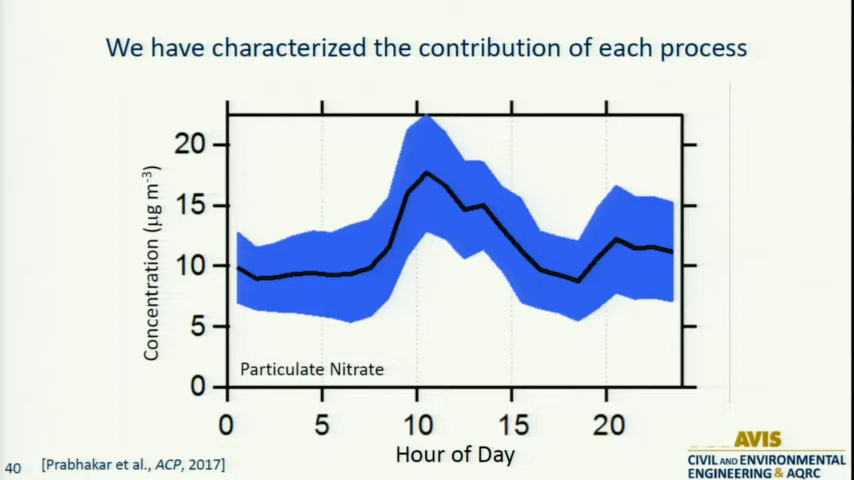 We have characterized the contribution of each process
20
15
10
5
0
Concentration (µg m-3)
Particulate Nitrate
0 5 10 15 20
Hour of Day
40 [Prabhakar et al., ACP, 2017]
AVIS
CIVIL AND ENVIRONMENTAL
ENGINEERING & AQRC